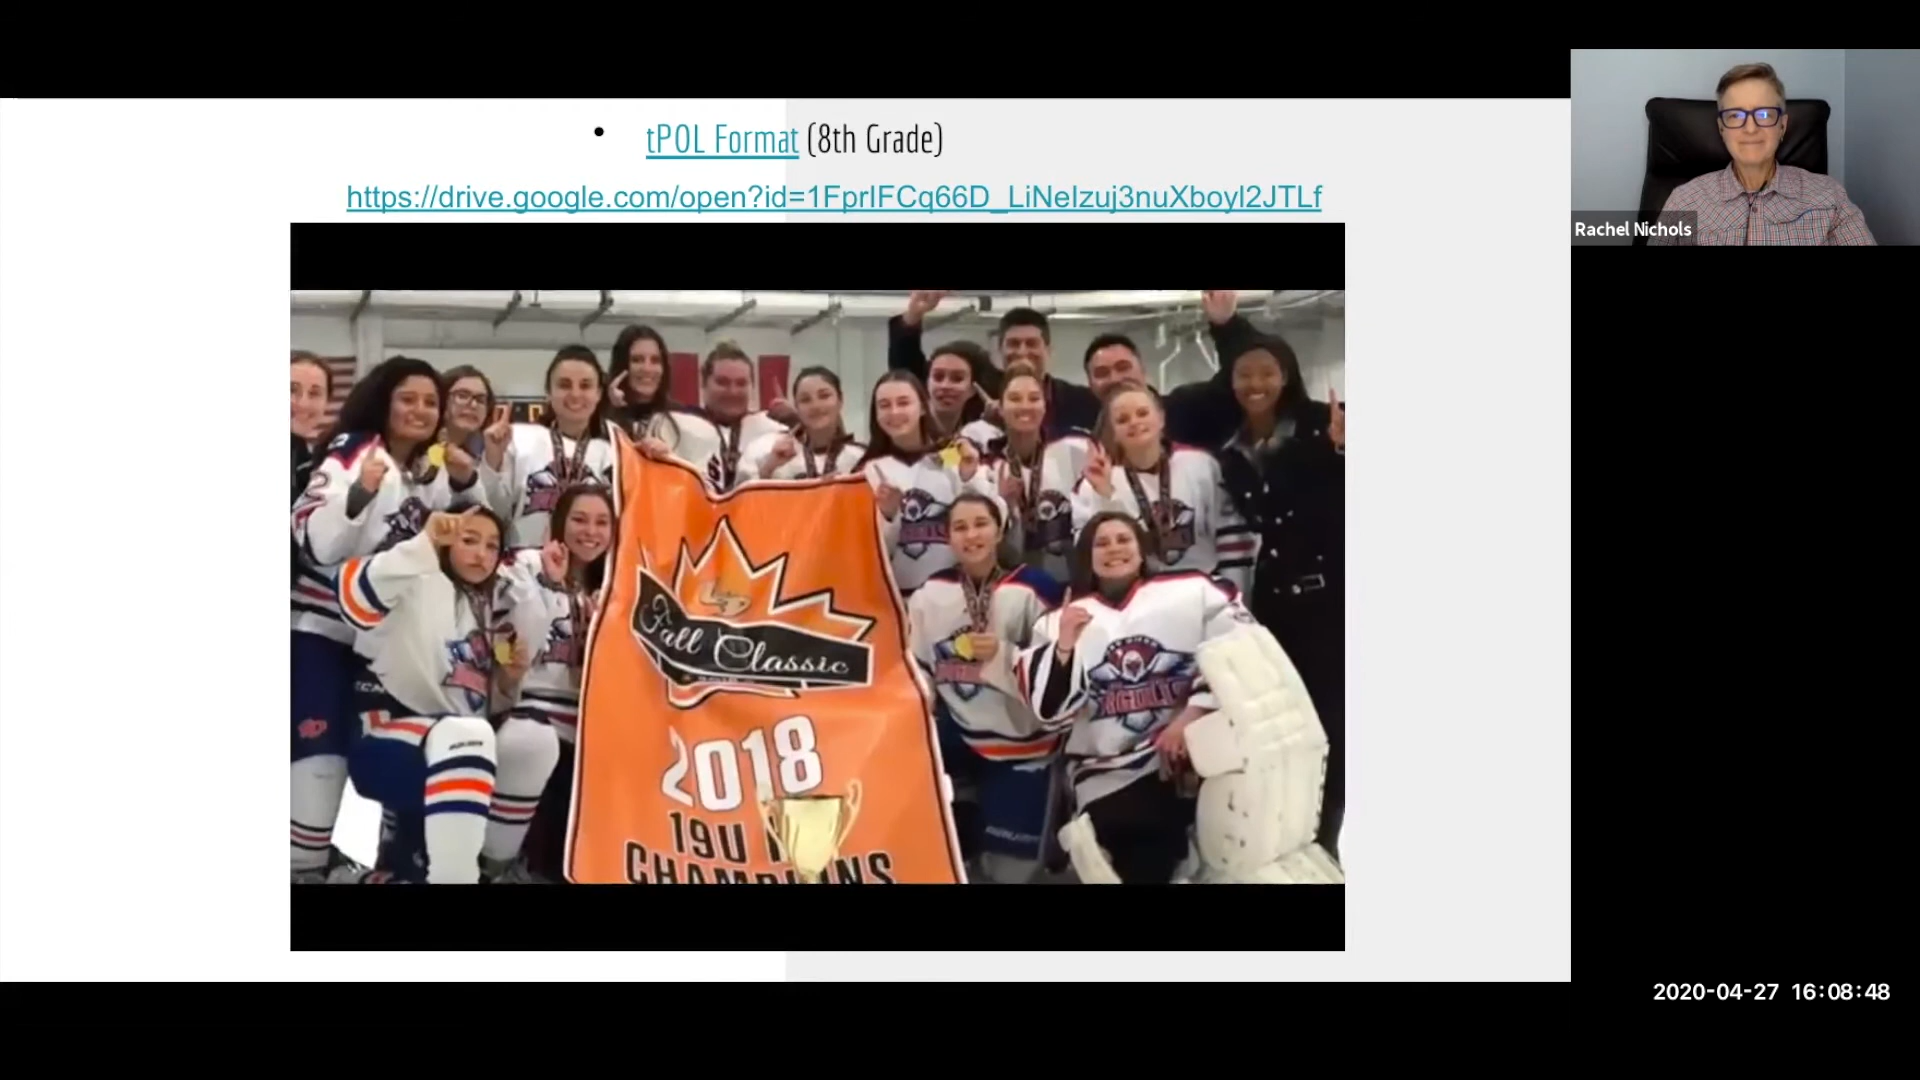 • tPOL Format (8th Grade)
https://drive.google.com/open?id=1FprIFCq66D_LiNeIzuj3nuXboyl2JTLf
Rachel Nichols
Fall Classic
2018
19U
2020-04-27 16:08:48